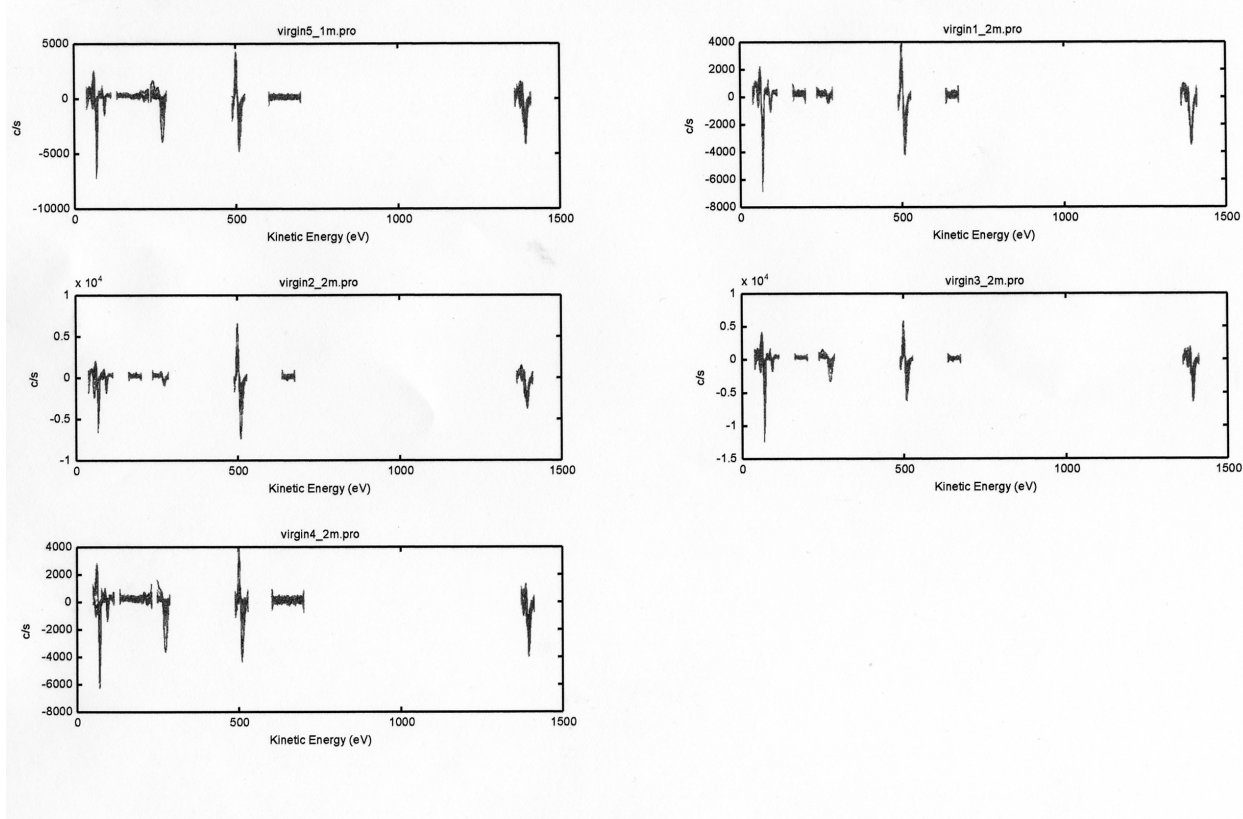 virgin5_1m.pro
5000
0
-5000
-10000
c/s
0 500 1000 1500
Kinetic Energy (eV)
virgin1_2m.pro
4000
2000
0
-2000
-4000
-6000
-8000
c/s
0 500 1000 1500
Kinetic Energy (eV)
x 10^4 virgin2_2m.pro
1
0.5
0
-0.5
-1
c/s
0 500 1000 1500
Kinetic Energy (eV)
x 10^4 virgin3_2m.pro
1
0.5
0
-0.5
-1
-1.5
c/s
0 500 1000 1500
Kinetic Energy (eV)
virgin4_2m.pro
4000
2000
0
-2000
-4000
-6000
-8000
c/s
0 500 1000 1500
Kinetic Energy (eV)